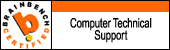 BRAINBENCH
b!
CERTIFIED
Computer Technical
Support